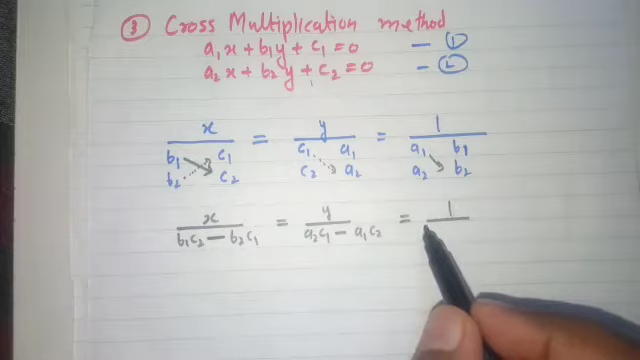 ③ Cross Multiplication method
a₁x + b₁y + c₁ = 0 — ①
a₂x + b₂y + c₂ = 0 — ②
x / = y / = 1 /
b₁ c₁ c₁ a₁ a₁ b₁
b₂ c₂ c₂ a₂ a₂ b₂
x / b₁c₂ — b₂c₁ = y / a₂c₁ — a₁c₂ = 1 /